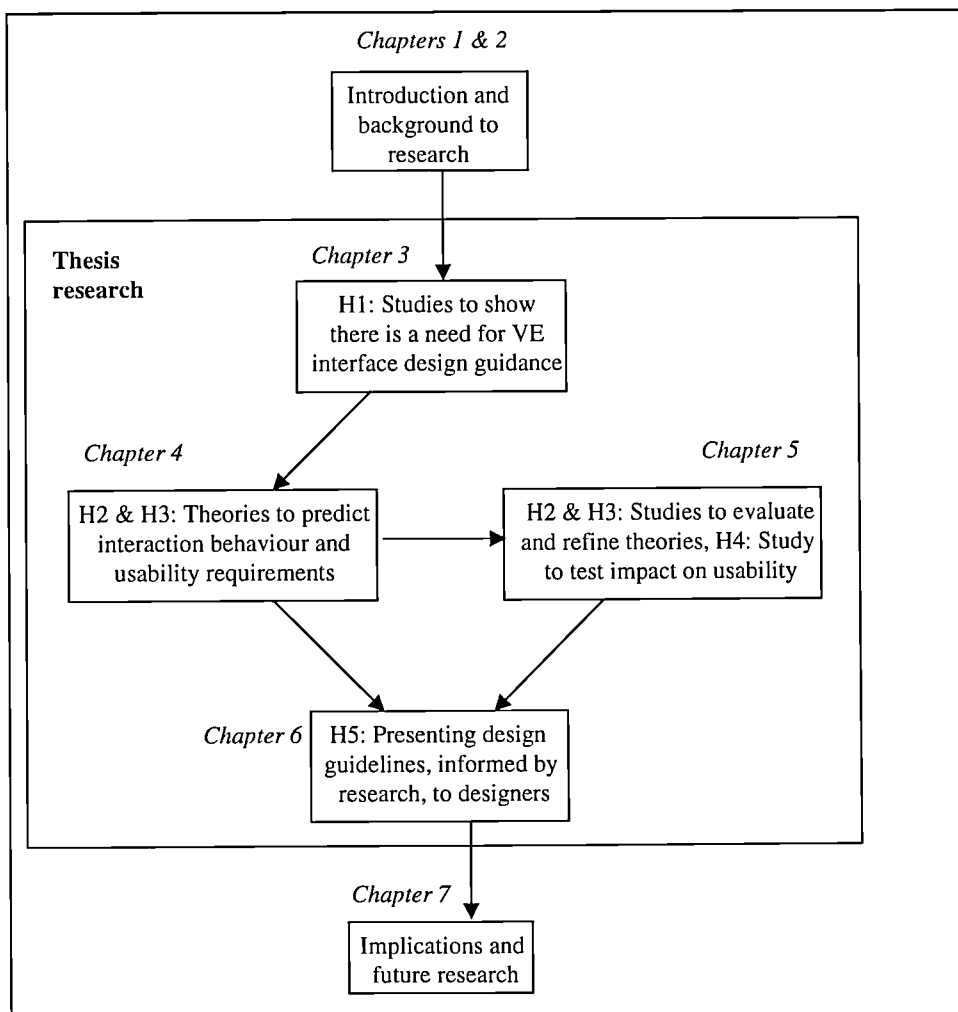 Chapters 1 & 2
Introduction and
background to
research
Thesis
research
Chapter 3
H1: Studies to show
there is a need for VE
interface design guidance
Chapter 4
H2 & H3: Theories to predict
interaction behaviour and
usability requirements
Chapter 5
H2 & H3: Studies to evaluate
and refine theories, H4: Study
to test impact on usability
Chapter 6
H5: Presenting design
guidelines, informed by
research, to designers
Chapter 7
Implications and
future research